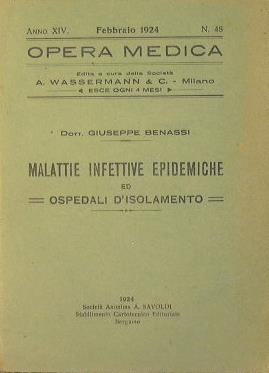 ANNO XIV. Febbraio 1924 N. 48
OPERA MEDICA
Edita a cura della Società
A. WASSERMANN & C. - Milano
ESCE OGNI 4 MESI
Dott. GIUSEPPE BENASSI
MALATTIE INFETTIVE EPIDEMICHE
ED
OSPEDALI D'ISOLAMENTO
1924
Società Anonima A. SAVOLDI
Stabilimento Cartotecnico Editoriale
Bergamo